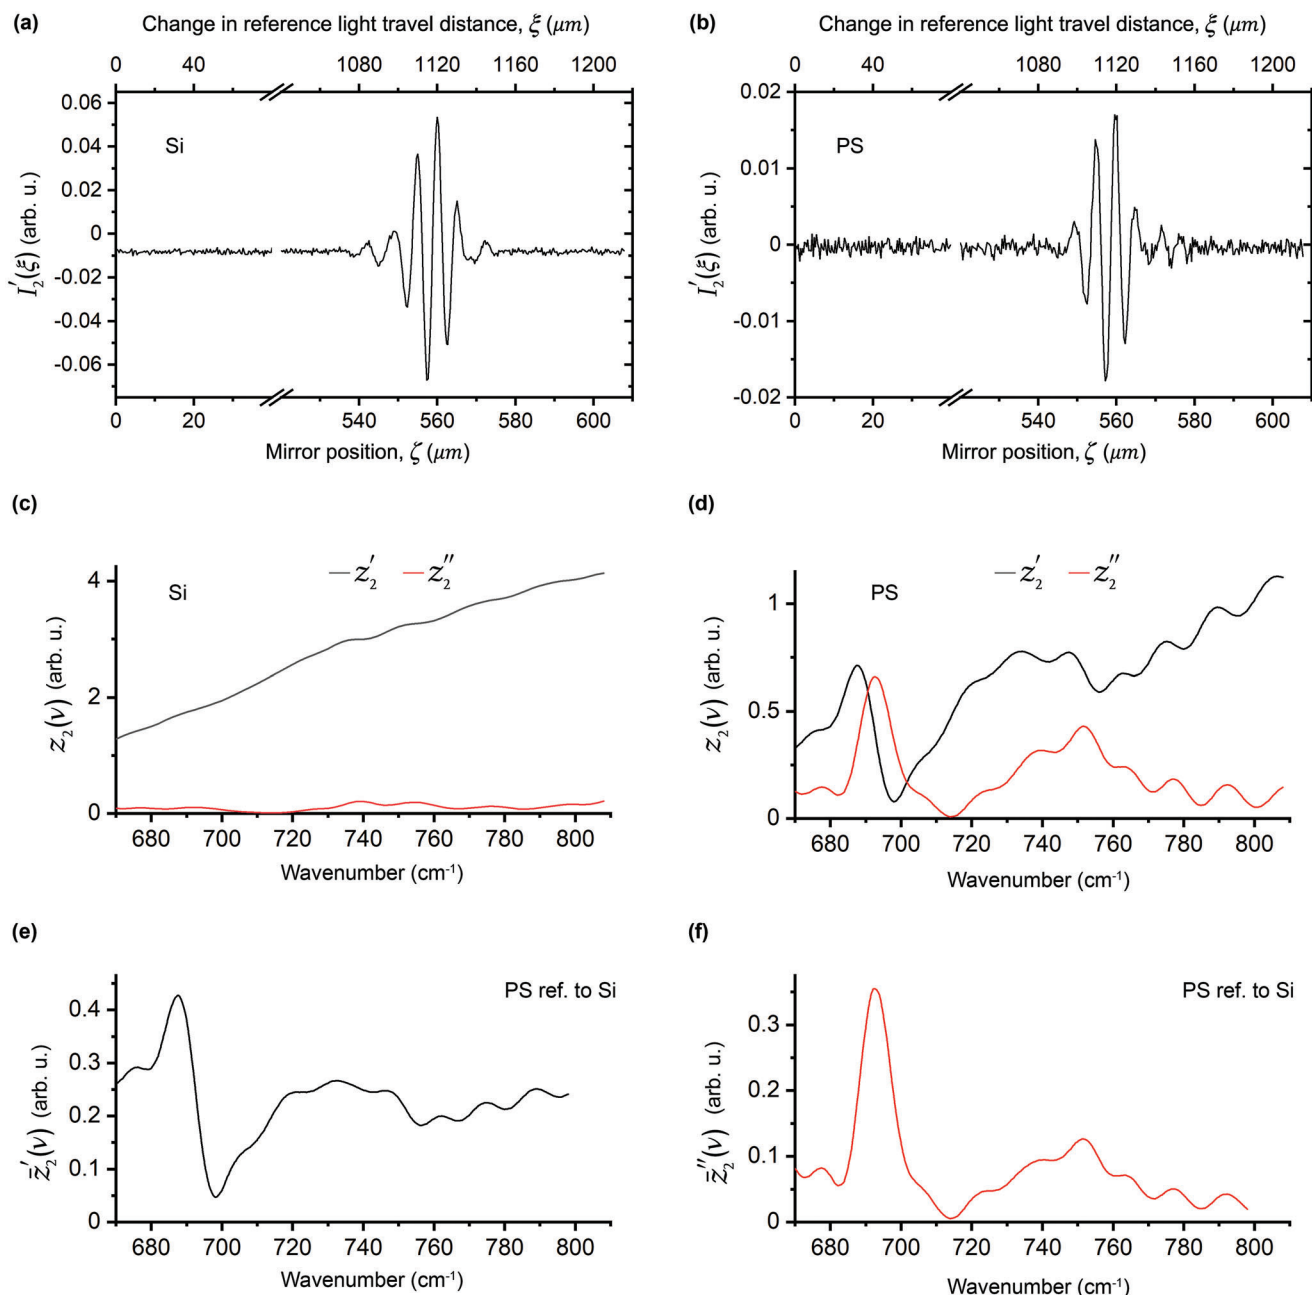 (a)
Change in reference light travel distance, ξ (μm)
0 40 1080 1120 1160 1200
0.06
0.04
0.02
0
-0.02
-0.04
-0.06
I₂′(ξ) (arb. u.)
Si
0 20 540 560 580 600
Mirror position, ζ (μm)
(b)
Change in reference light travel distance, ξ (μm)
0 40 1080 1120 1160 1200
0.02
0.01
0
-0.01
-0.02
I₂′(ξ) (arb. u.)
PS
0 20 540 560 580 600
Mirror position, ζ (μm)
(c)
z₂′ z₂″
Si
4
2
0
z₂(ν) (arb. u.)
680 700 720 740 760 780 800
Wavenumber (cm⁻¹)
(d)
z₂′ z₂″
PS
1
0.5
0
z₂(ν) (arb. u.)
680 700 720 740 760 780 800
Wavenumber (cm⁻¹)
(e)
PS ref. to Si
0.4
0.3
0.2
0.1
0
z̄₂′(ν) (arb. u.)
680 700 720 740 760 780 800
Wavenumber (cm⁻¹)
(f)
PS ref. to Si
0.3
0.2
0.1
0
z̄₂″(ν) (arb. u.)
680 700 720 740 760 780 800
Wavenumber (cm⁻¹)